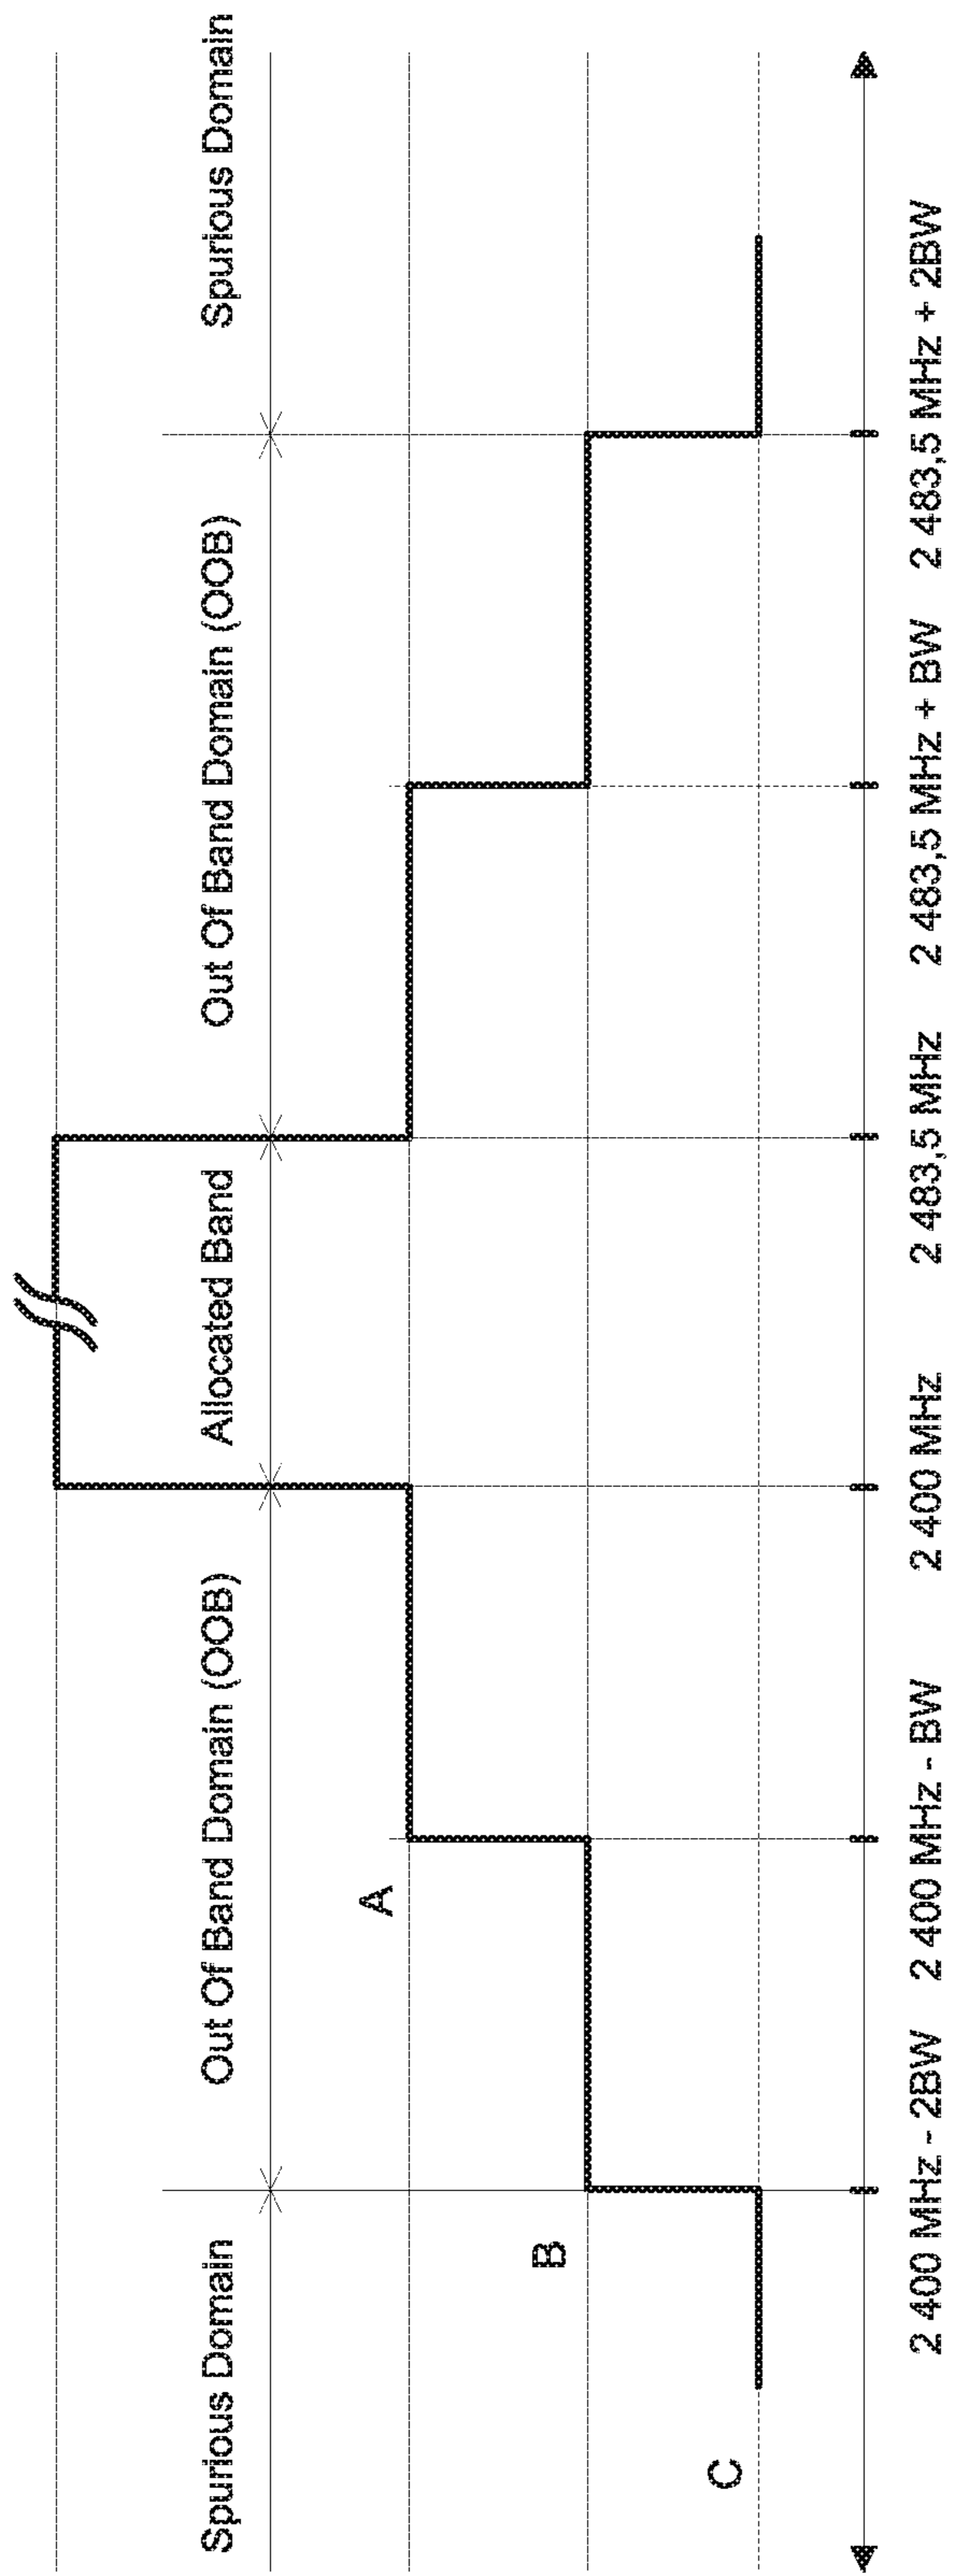 Spurious Domain
Out Of Band Domain (OOB)
Allocated Band
Out Of Band Domain (OOB)
Spurious Domain
A
B
C
2 400 MHz - 2BW
2 400 MHz - BW
2 400 MHz
2 483,5 MHz
2 483,5 MHz + BW
2 483,5 MHz + 2BW